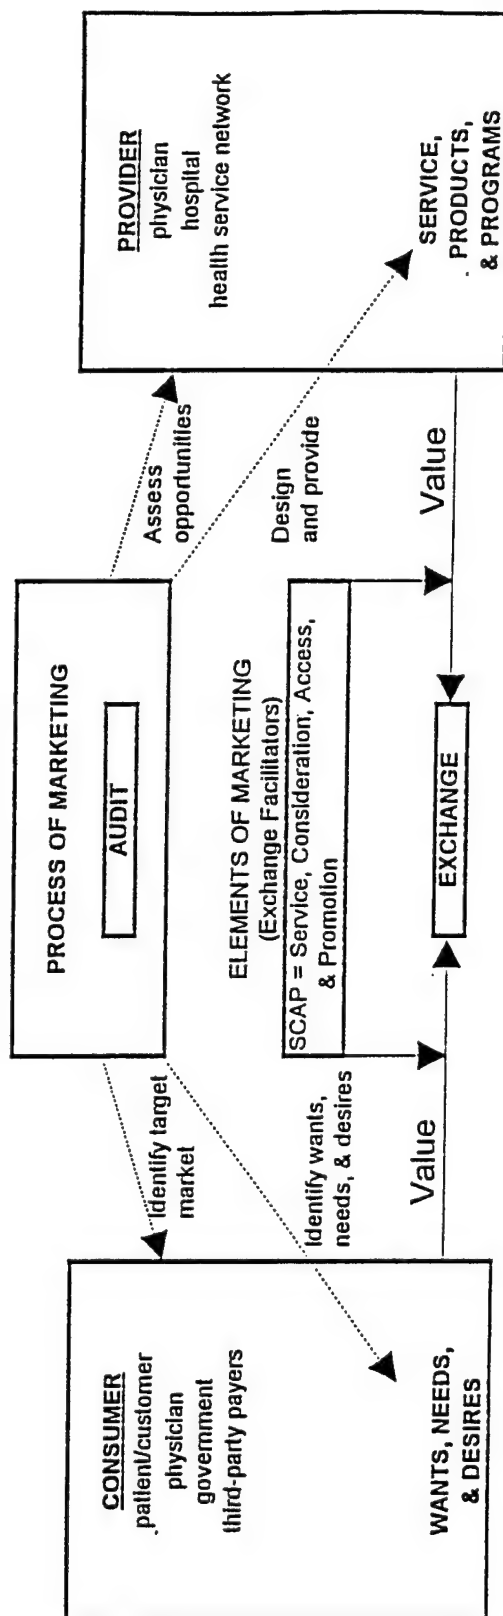 PROCESS OF MARKETING
AUDIT
CONSUMER
patient/customer
physician
government
third-party payers
WANTS, NEEDS,
& DESIRES
Identify target
market
Identify wants,
needs, & desires
Value
ELEMENTS OF MARKETING
(Exchange Facilitators)
SCAP = Service, Consideration, Access,
& Promotion
EXCHANGE
Assess
opportunities
Design
and provide
Value
PROVIDER
physician
hospital
health service network
SERVICE,
PRODUCTS,
& PROGRAMS